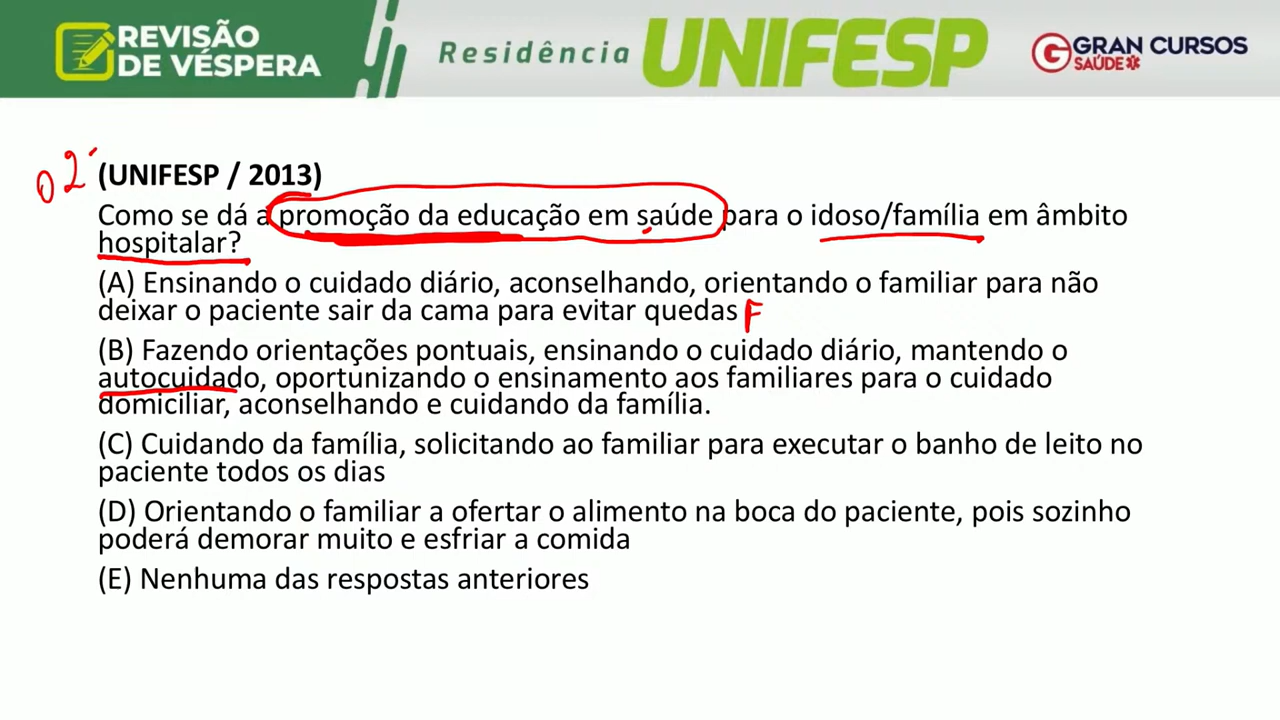 REVISÃO
DE VÉSPERA
Residência UNIFESP
GRAN CURSOS
SAÚDE
02
(UNIFESP / 2013)
Como se dá a promoção da educação em saúde para o idoso/família em âmbito
hospitalar?
(A) Ensinando o cuidado diário, aconselhando, orientando o familiar para não
deixar o paciente sair da cama para evitar quedas F
(B) Fazendo orientações pontuais, ensinando o cuidado diário, mantendo o
autocuidado, oportunizando o ensinamento aos familiares para o cuidado
domiciliar, aconselhando e cuidando da família.
(C) Cuidando da família, solicitando ao familiar para executar o banho de leito no
paciente todos os dias
(D) Orientando o familiar a ofertar o alimento na boca do paciente, pois sozinho
poderá demorar muito e esfriar a comida
(E) Nenhuma das respostas anteriores